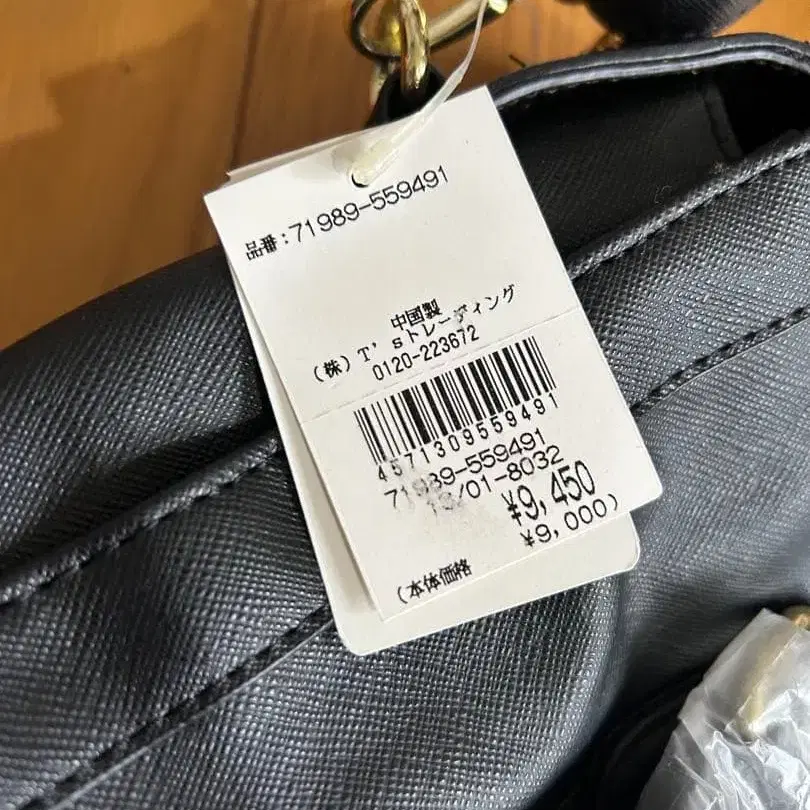 品番:71989-559491
中国製
(株)T'sトレーディング
0120-223672
4571309559491
71989-559491
13/01-8032
¥9,450
(本体価格 ¥9,000)